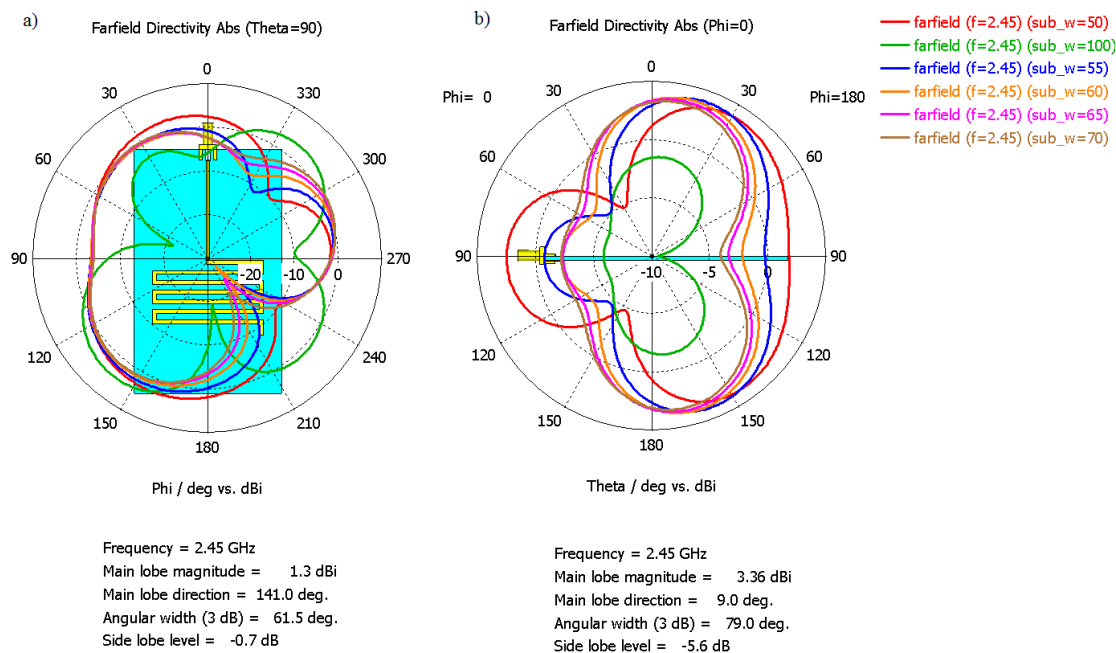 a)
Farfield Directivity Abs (Theta=90)
0
30
330
60
300
90
-20
-10
0
270
120
240
150
210
180
Phi / deg vs. dBi
Frequency = 2.45 GHz
Main lobe magnitude = 1.3 dBi
Main lobe direction = 141.0 deg.
Angular width (3 dB) = 61.5 deg.
Side lobe level = -0.7 dB
b)
Farfield Directivity Abs (Phi=0)
0
Phi= 0
30
30
Phi=180
60
60
90
-10
-5
0
90
120
120
150
150
180
Theta / deg vs. dBi
Frequency = 2.45 GHz
Main lobe magnitude = 3.36 dBi
Main lobe direction = 9.0 deg.
Angular width (3 dB) = 79.0 deg.
Side lobe level = -5.6 dB
farfield (f=2.45) (sub_w=50)
farfield (f=2.45) (sub_w=100)
farfield (f=2.45) (sub_w=55)
farfield (f=2.45) (sub_w=60)
farfield (f=2.45) (sub_w=65)
farfield (f=2.45) (sub_w=70)